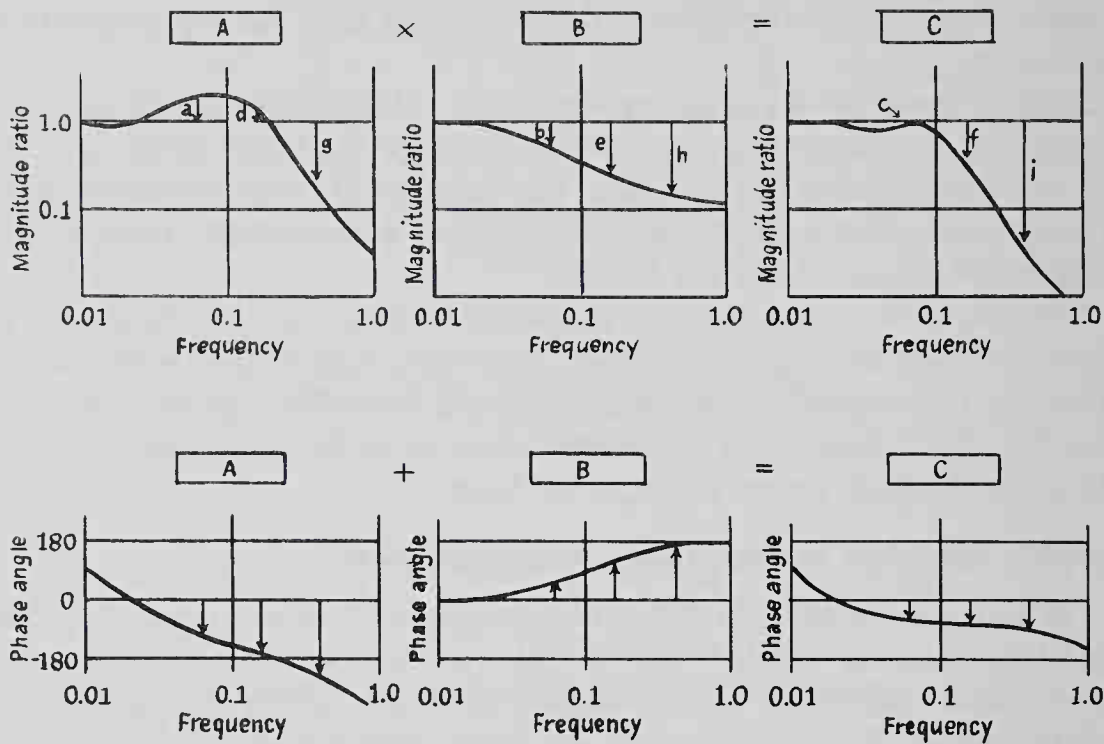 A × B = C
Magnitude ratio
1.0
0.1
a
d
g
0.01 0.1 1.0
Frequency
Magnitude ratio
b
e
h
0.01 0.1 1.0
Frequency
Magnitude ratio
c
f
i
0.01 0.1 1.0
Frequency
A + B = C
Phase angle
180
0
-180
0.01 0.1 1.0
Frequency
Phase angle
0.01 0.1 1.0
Frequency
Phase angle
0.01 0.1 1.0
Frequency